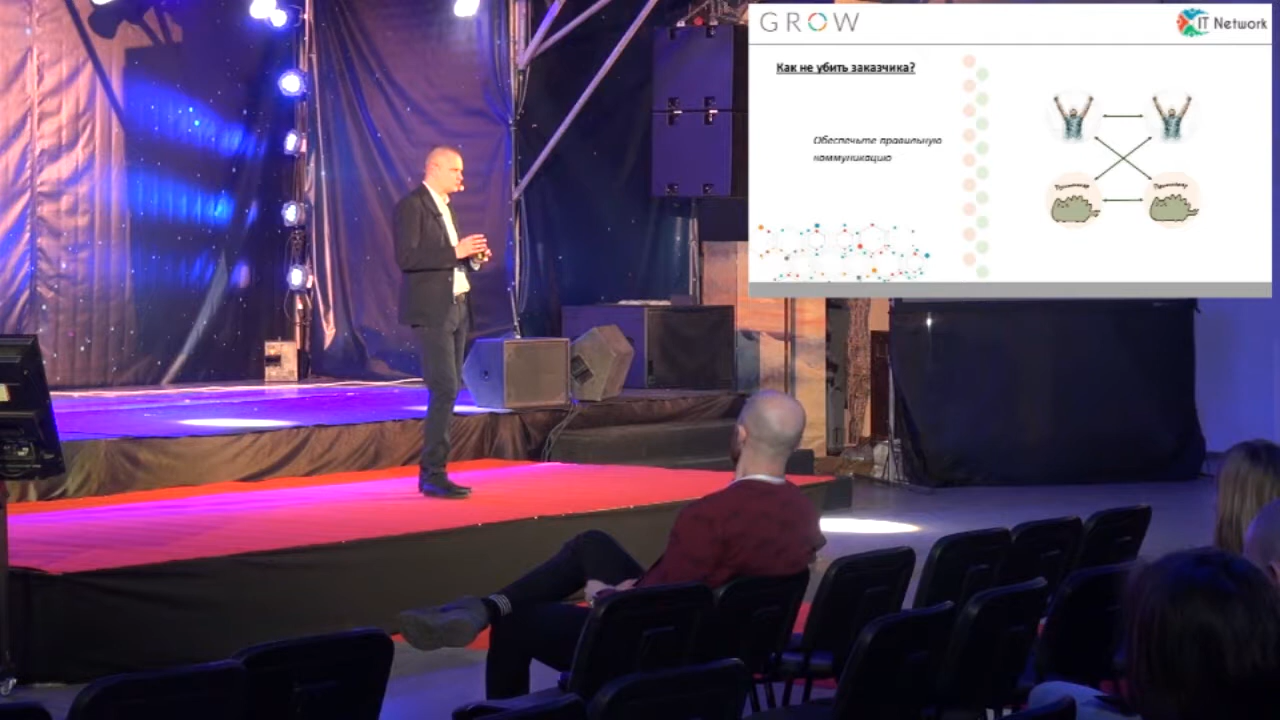 GROW
IT Network
Как не убить заказчика?
Обеспечьте правильную
коммуникацию